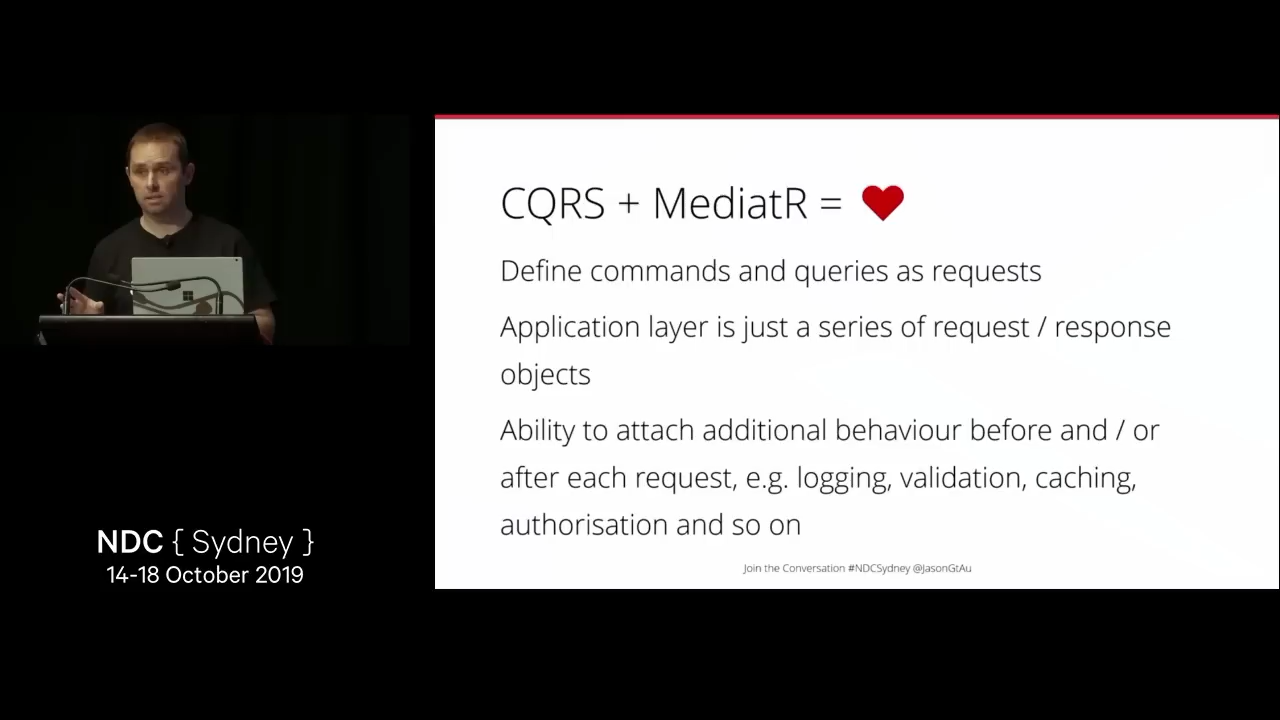 CQRS + MediatR = ❤
Define commands and queries as requests
Application layer is just a series of request / response
objects
Ability to attach additional behaviour before and / or
after each request, e.g. logging, validation, caching,
authorisation and so on
Join the Conversation #NDCSydney @JasonGtAu
NDC { Sydney }
14-18 October 2019